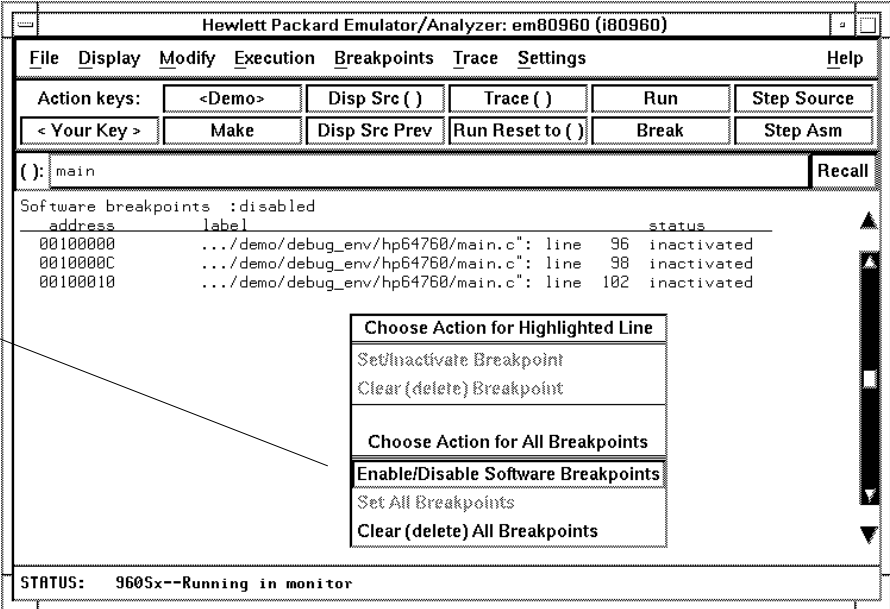 Hewlett Packard Emulator/Analyzer: em80960 (i80960)
File Display Modify Execution Breakpoints Trace Settings Help
Action keys: <Demo> Disp Src ( ) Trace ( ) Run Step Source
< Your Key > Make Disp Src Prev Run Reset to ( ) Break Step Asm
( ): main Recall
Software breakpoints :disabled
address label status
00100000 .../demo/debug_env/hp64760/main.c": line 96 inactivated
0010000C .../demo/debug_env/hp64760/main.c": line 98 inactivated
00100010 .../demo/debug_env/hp64760/main.c": line 102 inactivated
Choose Action for Highlighted Line
Set/Inactivate Breakpoint
Clear (delete) Breakpoint
Choose Action for All Breakpoints
Enable/Disable Software Breakpoints
Set All Breakpoints
Clear (delete) All Breakpoints
STATUS: 960Sx--Running in monitor